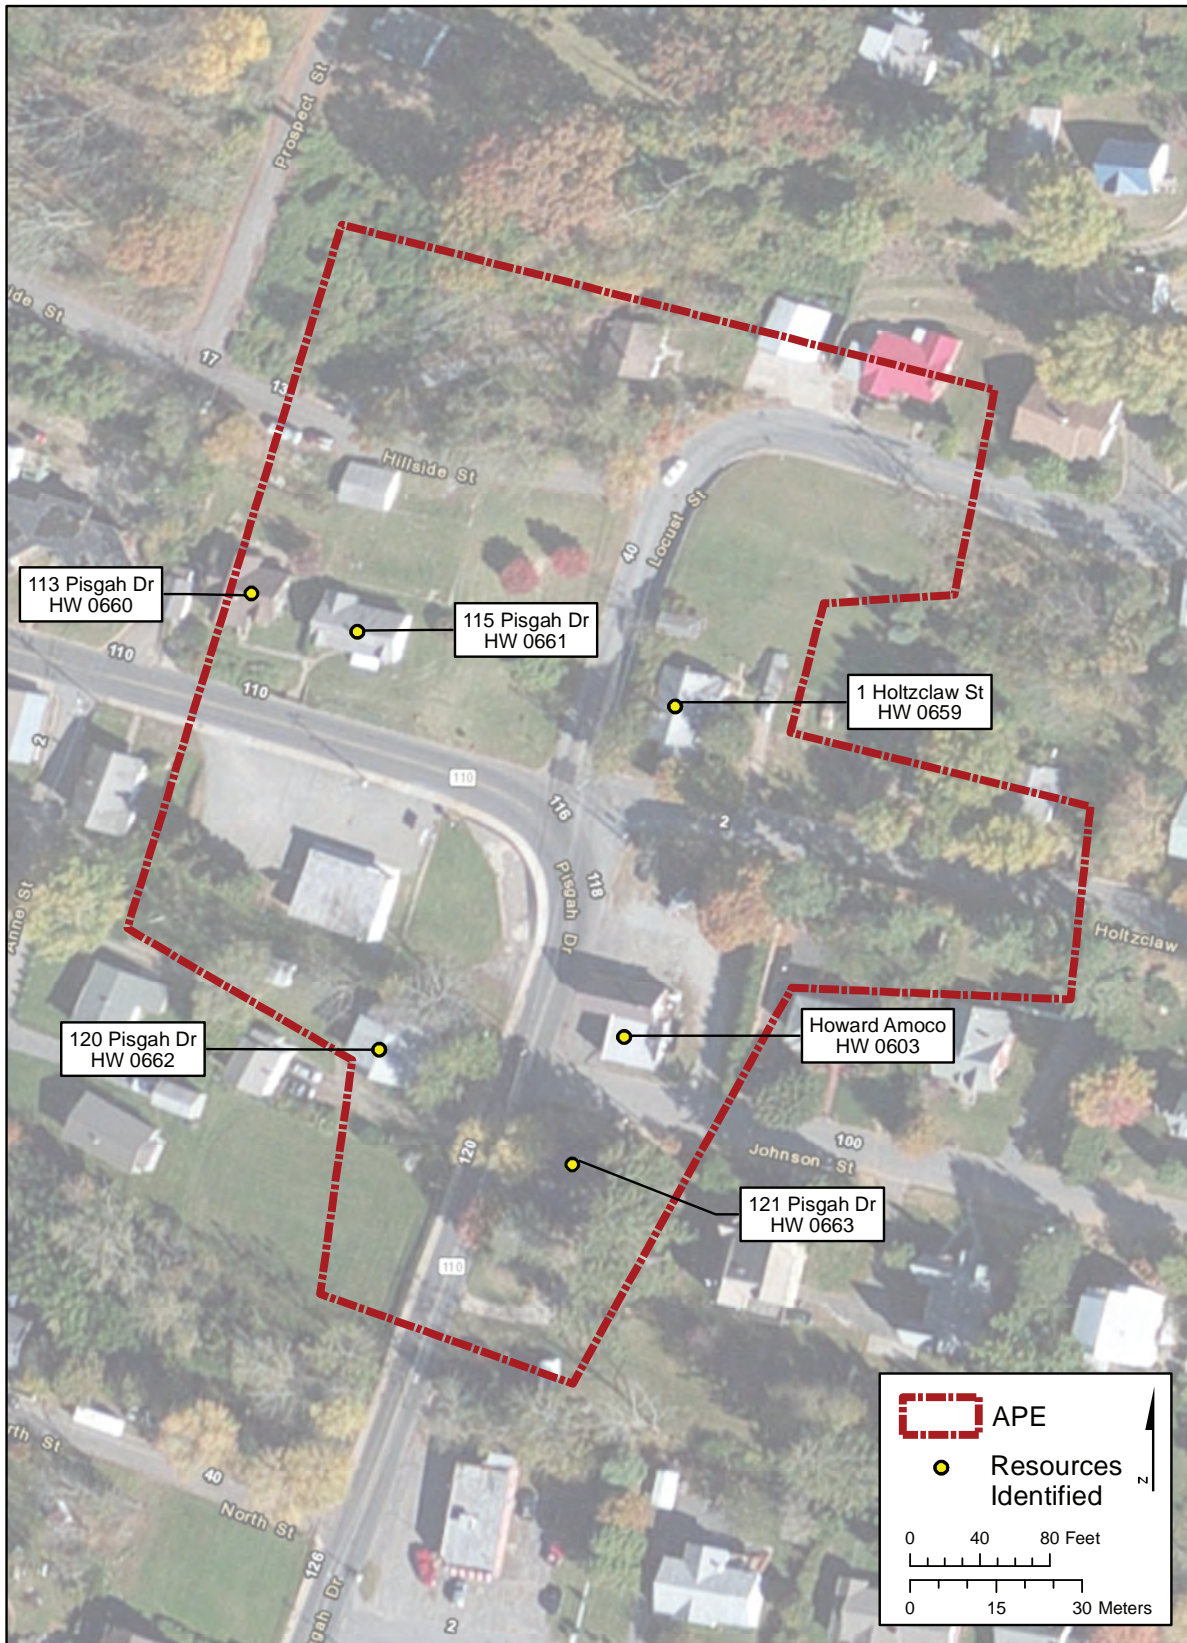 Prospect St
ide St
17
13
Hillside St
40
Locust St
113 Pisgah Dr
HW 0660
115 Pisgah Dr
HW 0661
110
110
1 Holtzclaw St
HW 0659
2
110
116
2
118
Pisgah Dr
Anne St
Holtzclaw
120 Pisgah Dr
HW 0662
Howard Amoco
HW 0603
120
100
Johnson St
121 Pisgah Dr
HW 0663
110
rth St
40
North St
126
gah Dr
2
APE
Resources
Identified
N
0 40 80 Feet
0 15 30 Meters